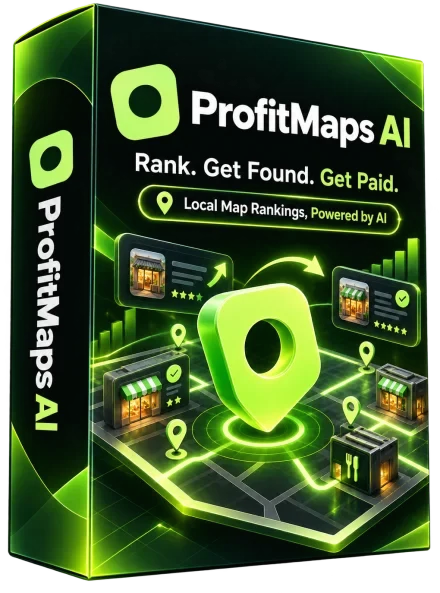 ProfitMaps AI
Rank. Get Found. Get Paid.
Local Map Rankings, Powered by AI
ProfitMaps AI